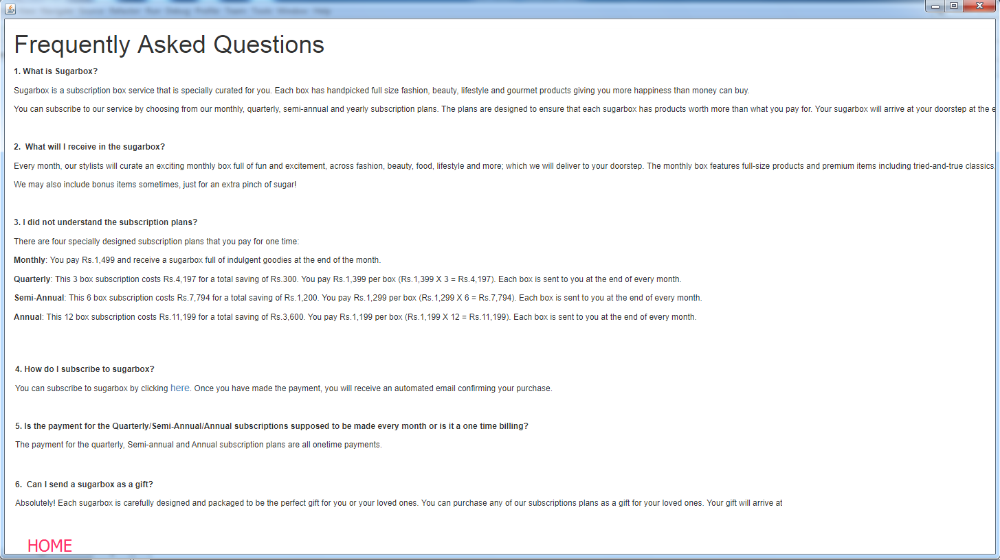 Frequently Asked Questions
1. What is Sugarbox?
Sugarbox is a subscription box service that is specially curated for you. Each box has handpicked full size fashion, beauty, lifestyle and gourmet products giving you more happiness than money can buy.
You can subscribe to our service by choosing from our monthly, quarterly, semi-annual and yearly subscription plans. The plans are designed to ensure that each sugarbox has products worth more than what you pay for. Your sugarbox will arrive at your doorstep at the
2. What will I receive in the sugarbox?
Every month, our stylists will curate an exciting monthly box full of fun and excitement, across fashion, beauty, food, lifestyle and more; which we will deliver to your doorstep. The monthly box features full-size products and premium items including tried-and-true classics
We may also include bonus items sometimes, just for an extra pinch of sugar!
3. I did not understand the subscription plans?
There are four specially designed subscription plans that you pay for one time:
Monthly: You pay Rs.1,499 and receive a sugarbox full of indulgent goodies at the end of the month.
Quarterly: This 3 box subscription costs Rs.4,197 for a total saving of Rs.300. You pay Rs.1,399 per box (Rs.1,399 X 3 = Rs.4,197). Each box is sent to you at the end of every month.
Semi-Annual: This 6 box subscription costs Rs.7,794 for a total saving of Rs.1,200. You pay Rs.1,299 per box (Rs.1,299 X 6 = Rs.7,794). Each box is sent to you at the end of every month.
Annual: This 12 box subscription costs Rs.11,199 for a total saving of Rs.3,600. You pay Rs.1,199 per box (Rs.1,199 X 12 = Rs.11,199). Each box is sent to you at the end of every month.
4. How do I subscribe to sugarbox?
You can subscribe to sugarbox by clicking here. Once you have made the payment, you will receive an automated email confirming your purchase.
5. Is the payment for the Quarterly/Semi-Annual/Annual subscriptions supposed to be made every month or is it a one time billing?
The payment for the quarterly, Semi-annual and Annual subscription plans are all onetime payments.
6. Can I send a sugarbox as a gift?
Absolutely! Each sugarbox is carefully designed and packaged to be the perfect gift for you or your loved ones. You can purchase any of our subscriptions plans as a gift for your loved ones. Your gift will arrive at
HOME